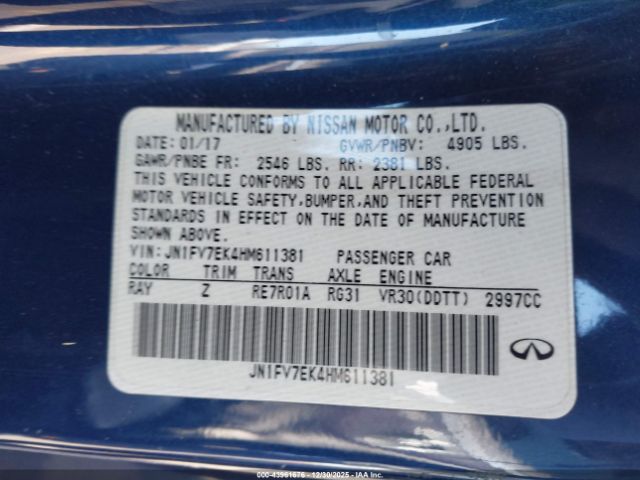 MANUFACTURED BY NISSAN MOTOR CO.,LTD.
DATE: 01/17 GVWR/PNBV: 4905 LBS.
GAWR/PNBE FR: 2546 LBS. RR: 2381 LBS.
THIS VEHICLE CONFORMS TO ALL APPLICABLE FEDERAL
MOTOR VEHICLE SAFETY,BUMPER,AND THEFT PREVENTION
STANDARDS IN EFFECT ON THE DATE OF MANUFACTURE
SHOWN ABOVE.
VIN:JN1FV7EK4HM611381 PASSENGER CAR
COLOR TRIM TRANS AXLE ENGINE
RAY Z RE7R01A RG31 VR30(DDTT) 2997CC
JN1FV7EK4HM611381
00-43961676 - 12/30/2025 - IAA Inc.